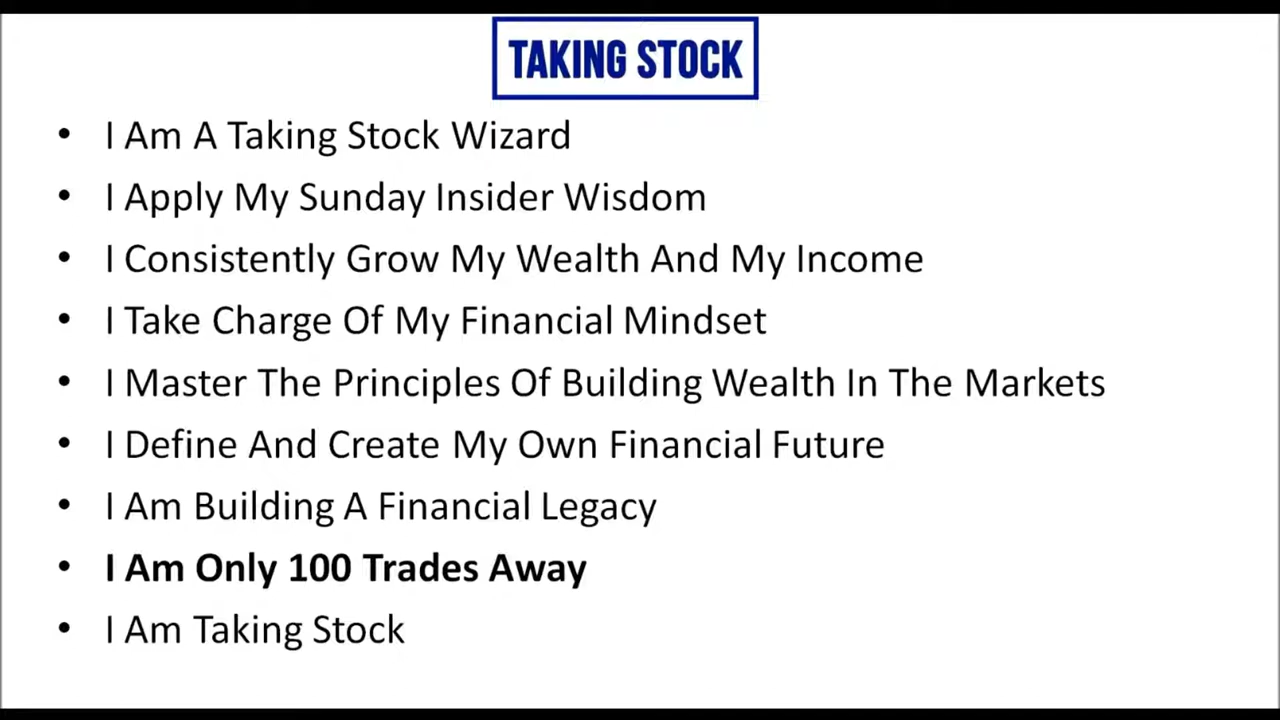 TAKING STOCK
• I Am A Taking Stock Wizard
• I Apply My Sunday Insider Wisdom
• I Consistently Grow My Wealth And My Income
• I Take Charge Of My Financial Mindset
• I Master The Principles Of Building Wealth In The Markets
• I Define And Create My Own Financial Future
• I Am Building A Financial Legacy
• I Am Only 100 Trades Away
• I Am Taking Stock